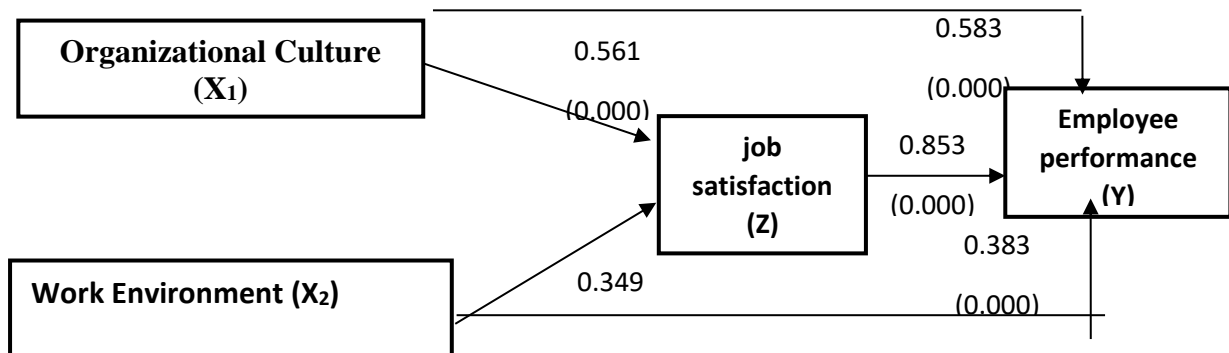 Organizational Culture
(X₁)
0.561
(0.000)
0.583
(0.000)
job
satisfaction
(Z)
0.853
(0.000)
Employee
performance
(Y)
Work Environment (X₂)
0.349
0.383
(0.000)